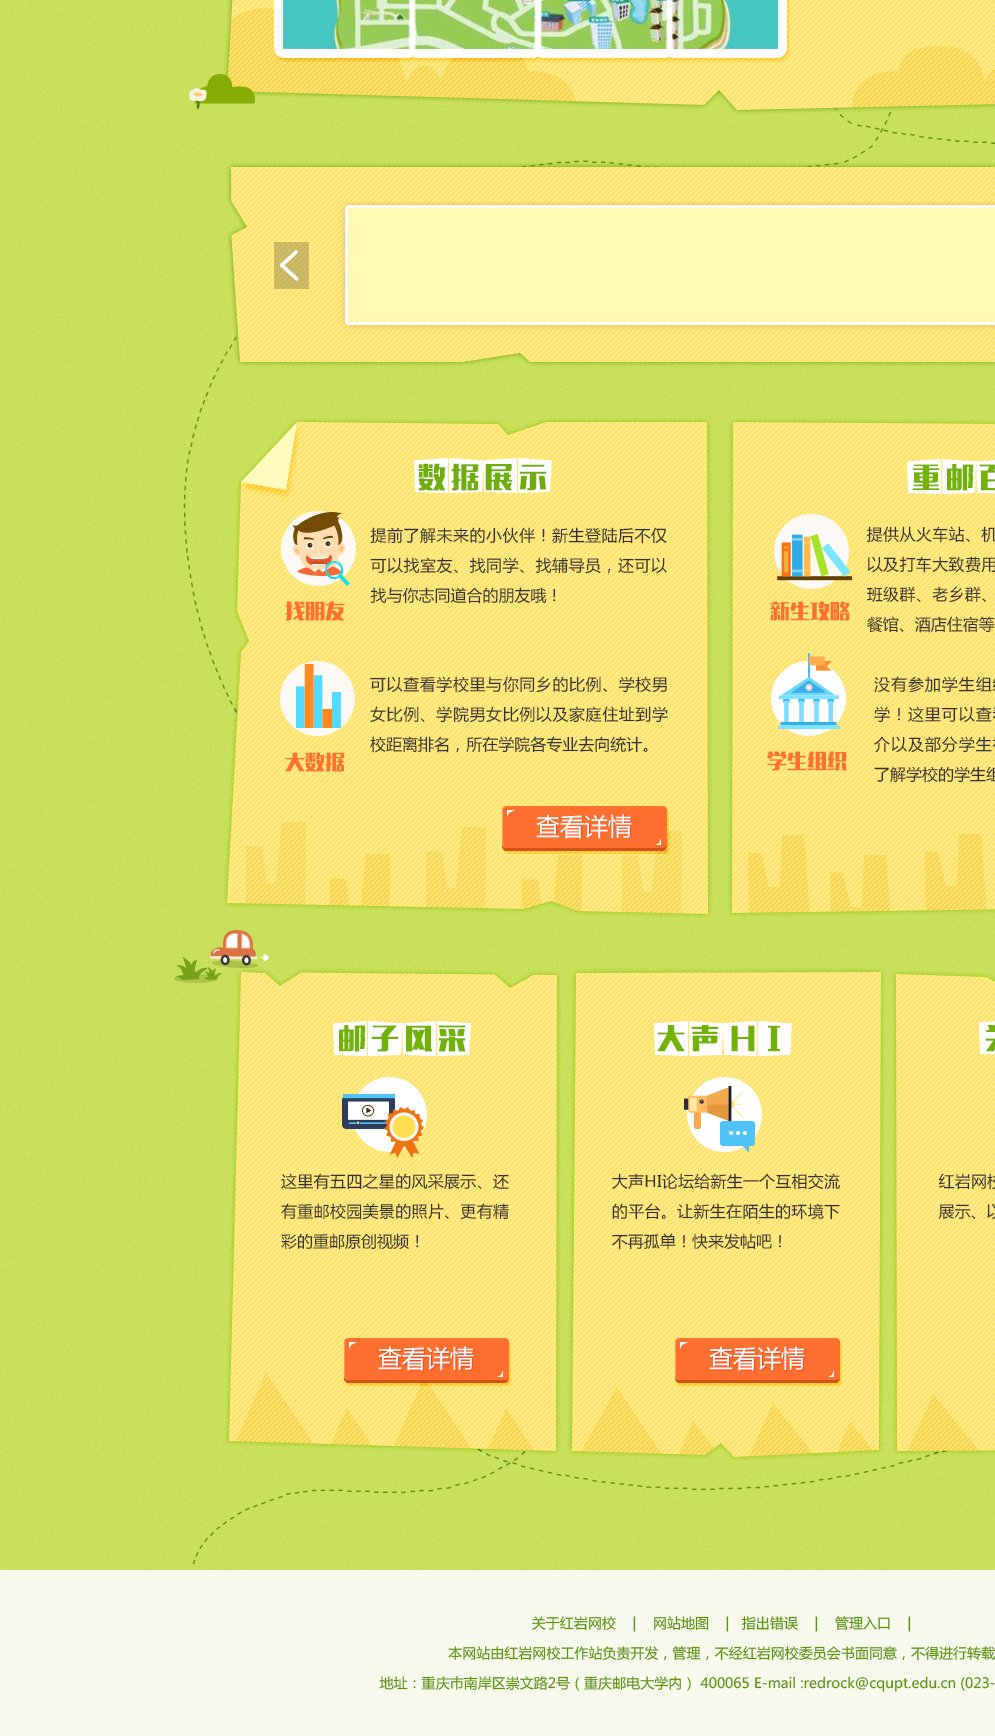 数据展示
提前了解未来的小伙伴！新生登陆后不仅
可以找室友、找同学、找辅导员，还可以
找与你志同道合的朋友哦！
找朋友
可以查看学校里与你同乡的比例、学校男
女比例、学院男女比例以及家庭住址到学
校距离排名，所在学院各专业去向统计。
大数据
查看详情
重邮百
提供从火车站、机
以及打车大致费用
班级群、老乡群、
餐馆、酒店住宿等
新生攻略
没有参加学生组织
学！这里可以查看
介以及部分学生社
了解学校的学生组
学生组织
邮子风采
这里有五四之星的风采展示、还
有重邮校园美景的照片、更有精
彩的重邮原创视频！
查看详情
大声HI
大声HI论坛给新生一个互相交流
的平台。让新生在陌生的环境下
不再孤单！快来发帖吧！
查看详情
红岩网校
展示、以
关于红岩网校 | 网站地图 | 指出错误 | 管理入口 |
本网站由红岩网校工作站负责开发，管理，不经红岩网校委员会书面同意，不得进行转载
地址：重庆市南岸区崇文路2号（重庆邮电大学内） 400065 E-mail :redrock@cqupt.edu.cn (023-